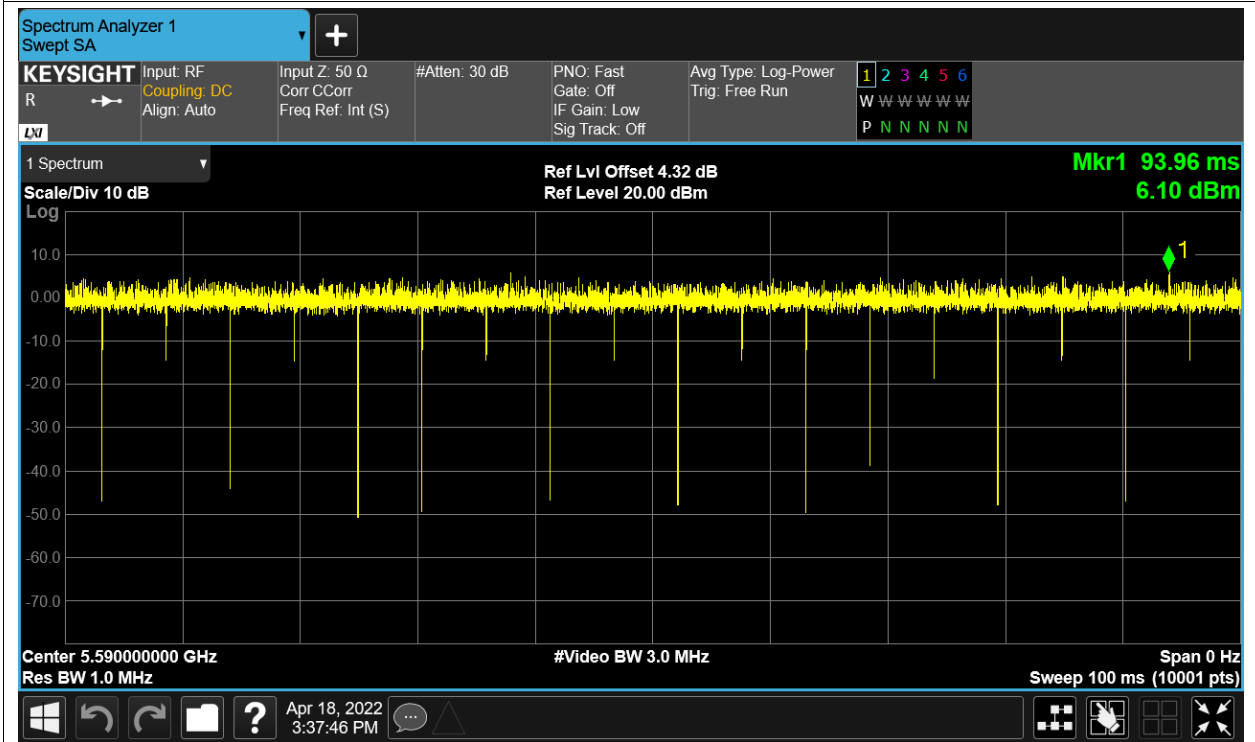 Spectrum Analyzer 1
Swept SA
+
KEYSIGHT Input: RF Input Z: 50 Ω #Atten: 30 dB PNO: Fast Avg Type: Log-Power 1 2 3 4 5 6
R Coupling: DC Corr CCorr Gate: Off Trig: Free Run W W W W W W
Align: Auto Freq Ref: Int (S) IF Gain: Low
LXI Sig Track: Off P N N N N N
1 Spectrum Ref Lvl Offset 4.32 dB Mkr1 93.96 ms
Scale/Div 10 dB Ref Level 20.00 dBm 6.10 dBm
Log
10.0
1
0.00
-10.0
-20.0
-30.0
-40.0
-50.0
-60.0
-70.0
Center 5.590000000 GHz #Video BW 3.0 MHz Span 0 Hz
Res BW 1.0 MHz Sweep 100 ms (10001 pts)
? Apr 18, 2022
3:37:46 PM